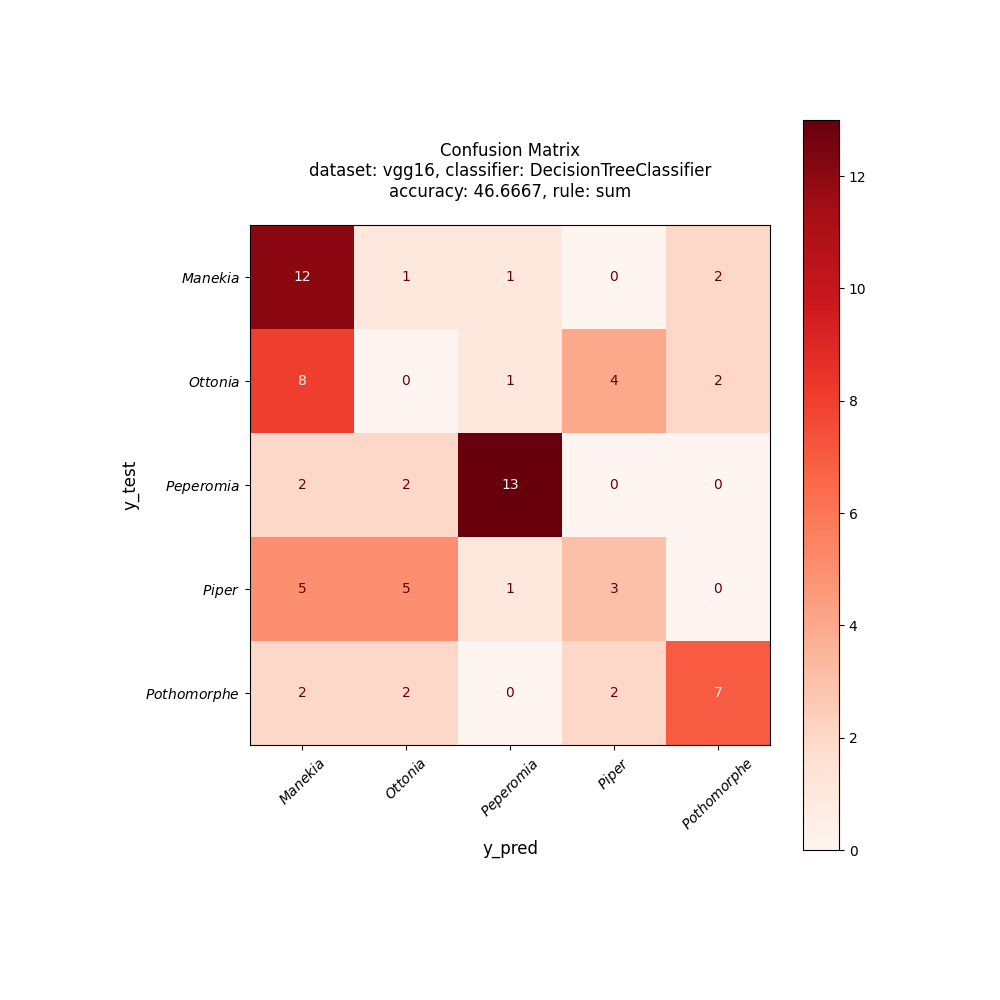 Confusion Matrix
dataset: vgg16, classifier: DecisionTreeClassifier
accuracy: 46.6667, rule: sum
Manekia 12 1 1 0 2
Ottonia 8 0 1 4 2
Peperomia 2 2 13 0 0
Piper 5 5 1 3 0
Pothomorphe 2 2 0 2 7
y_test
Manekia Ottonia Peperomia Piper Pothomorphe
y_pred
12
10
8
6
4
2
0